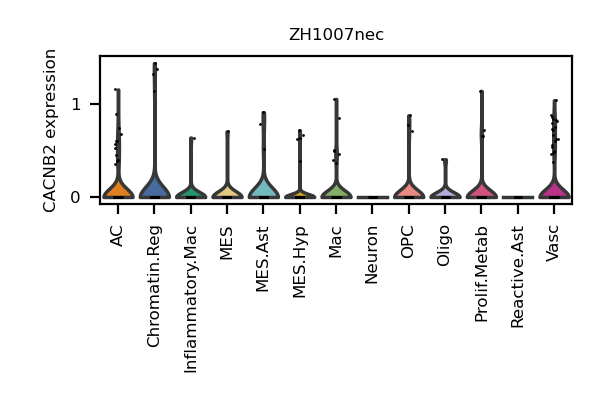 ZH1007nec
CACNB2 expression
1
0
AC
Chromatin.Reg
Inflammatory.Mac
MES
MES.Ast
MES.Hyp
Mac
Neuron
OPC
Oligo
Prolif.Metab
Reactive.Ast
Vasc